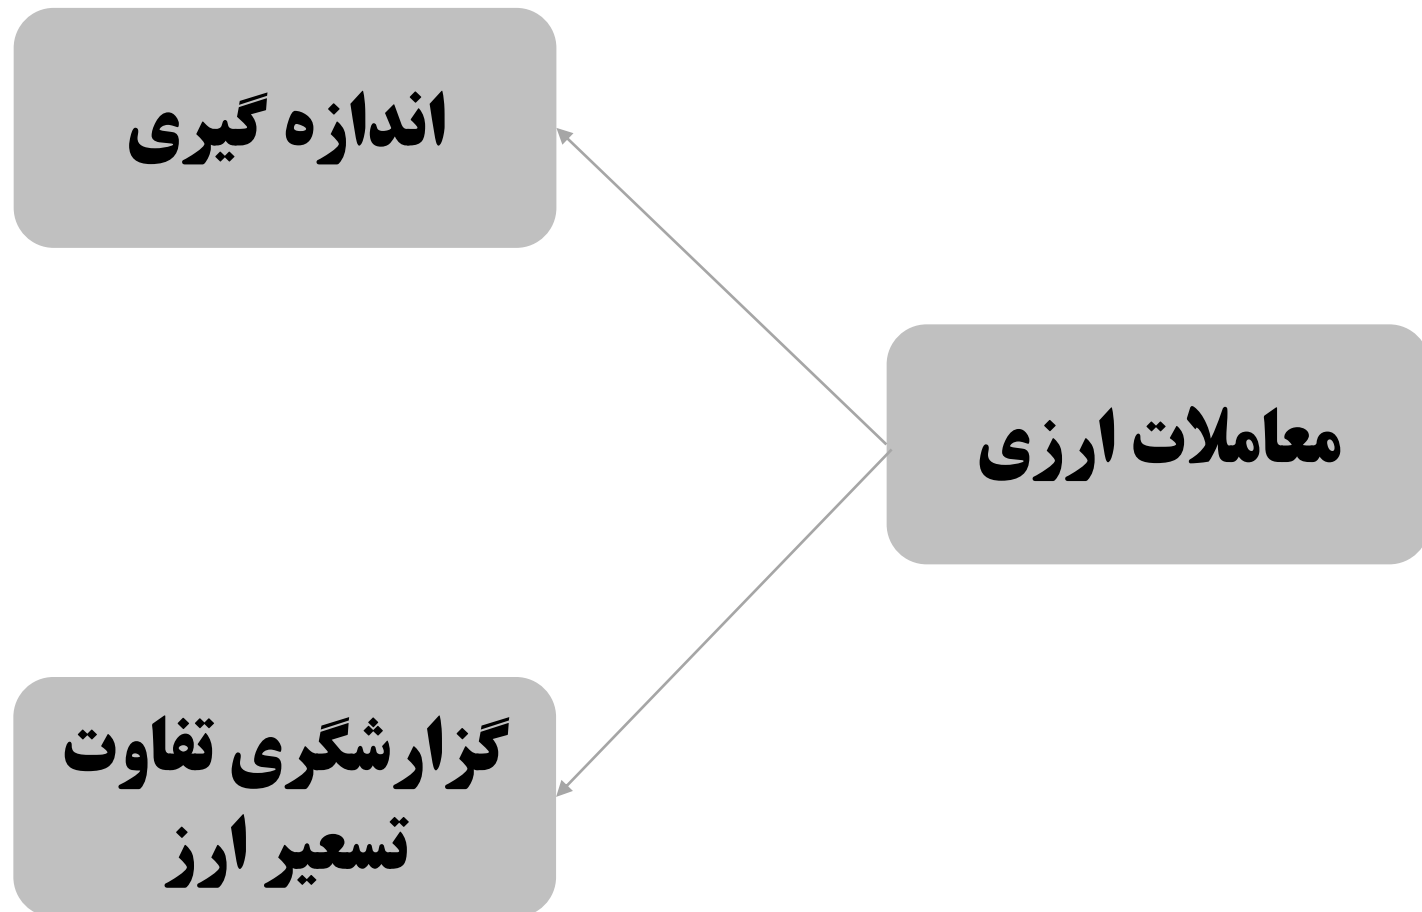 معاملات ارزی
اندازه گیری
گزارشگری تفاوت
تسعیر ارز